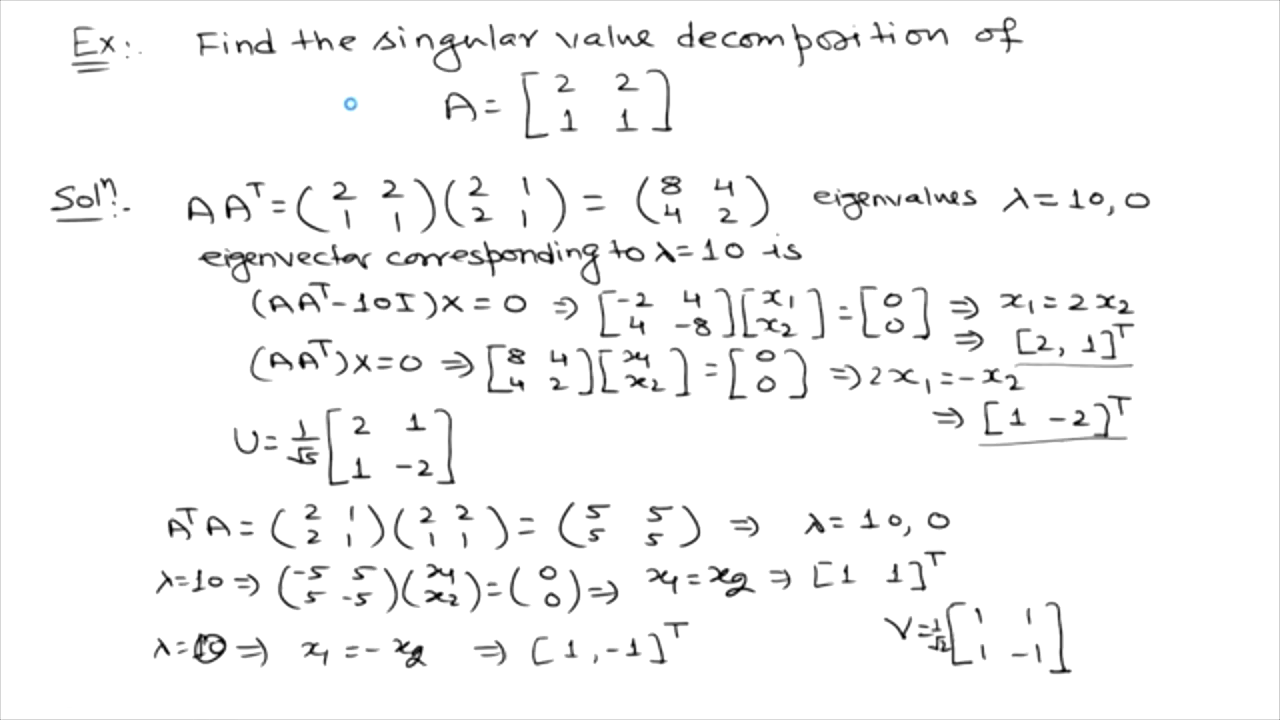 Ex:. Find the singular value decomposition of
A = [2 2; 1 1]
Solⁿ:. AAᵀ = (2 2; 1 1)(2 1; 2 1) = (8 4; 4 2) eigenvalues λ = 10, 0
eigenvector corresponding to λ = 10 is
(AAᵀ - 10I)x = 0 ⇒ [-2 4; 4 -8][x₁; x₂] = [0; 0] ⇒ x₁ = 2x₂
⇒ [2, 1]ᵀ
(AAᵀ)x = 0 ⇒ [8 4; 4 2][x₁; x₂] = [0; 0] ⇒ 2x₁ = -x₂
⇒ [1 -2]ᵀ
U = 1/√5 [2 1; 1 -2]
AᵀA = (2 1; 2 1)(2 2; 1 1) = (5 5; 5 5) ⇒ λ = 10, 0
λ=10 ⇒ (-5 5; 5 -5)(x₁; x₂) = (0; 0) ⇒ x₁ = x₂ ⇒ [1 1]ᵀ
λ= ⇒ x₁ = -x₂ ⇒ [1, -1]ᵀ
V = 1/√2 [1 1; 1 -1]